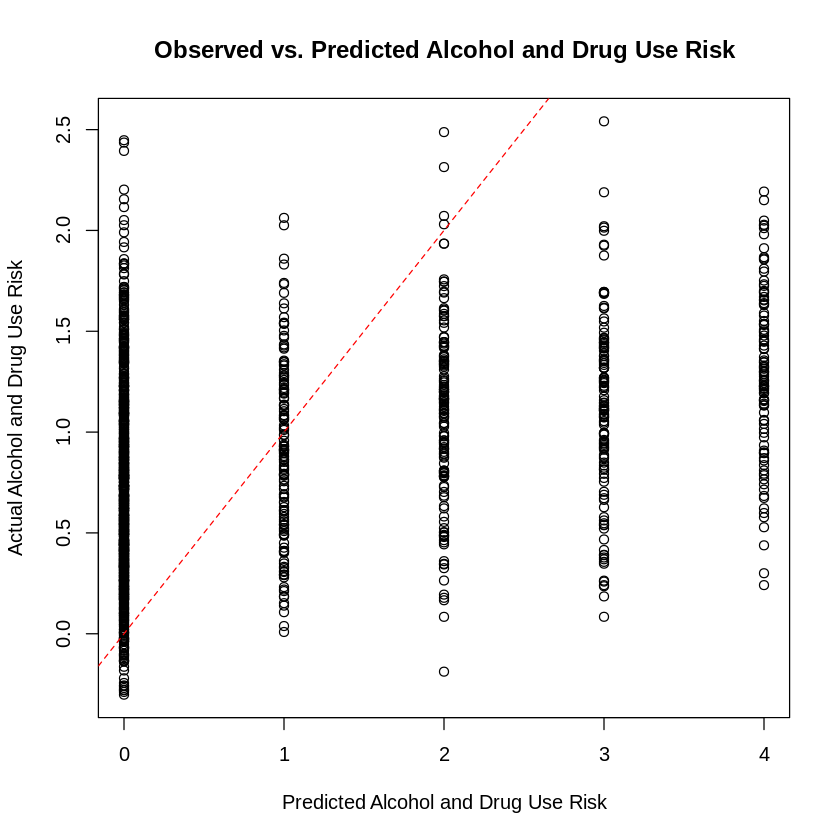 Observed vs. Predicted Alcohol and Drug Use Risk
Actual Alcohol and Drug Use Risk
2.5
2.0
1.5
1.0
0.5
0.0
0 1 2 3 4
Predicted Alcohol and Drug Use Risk